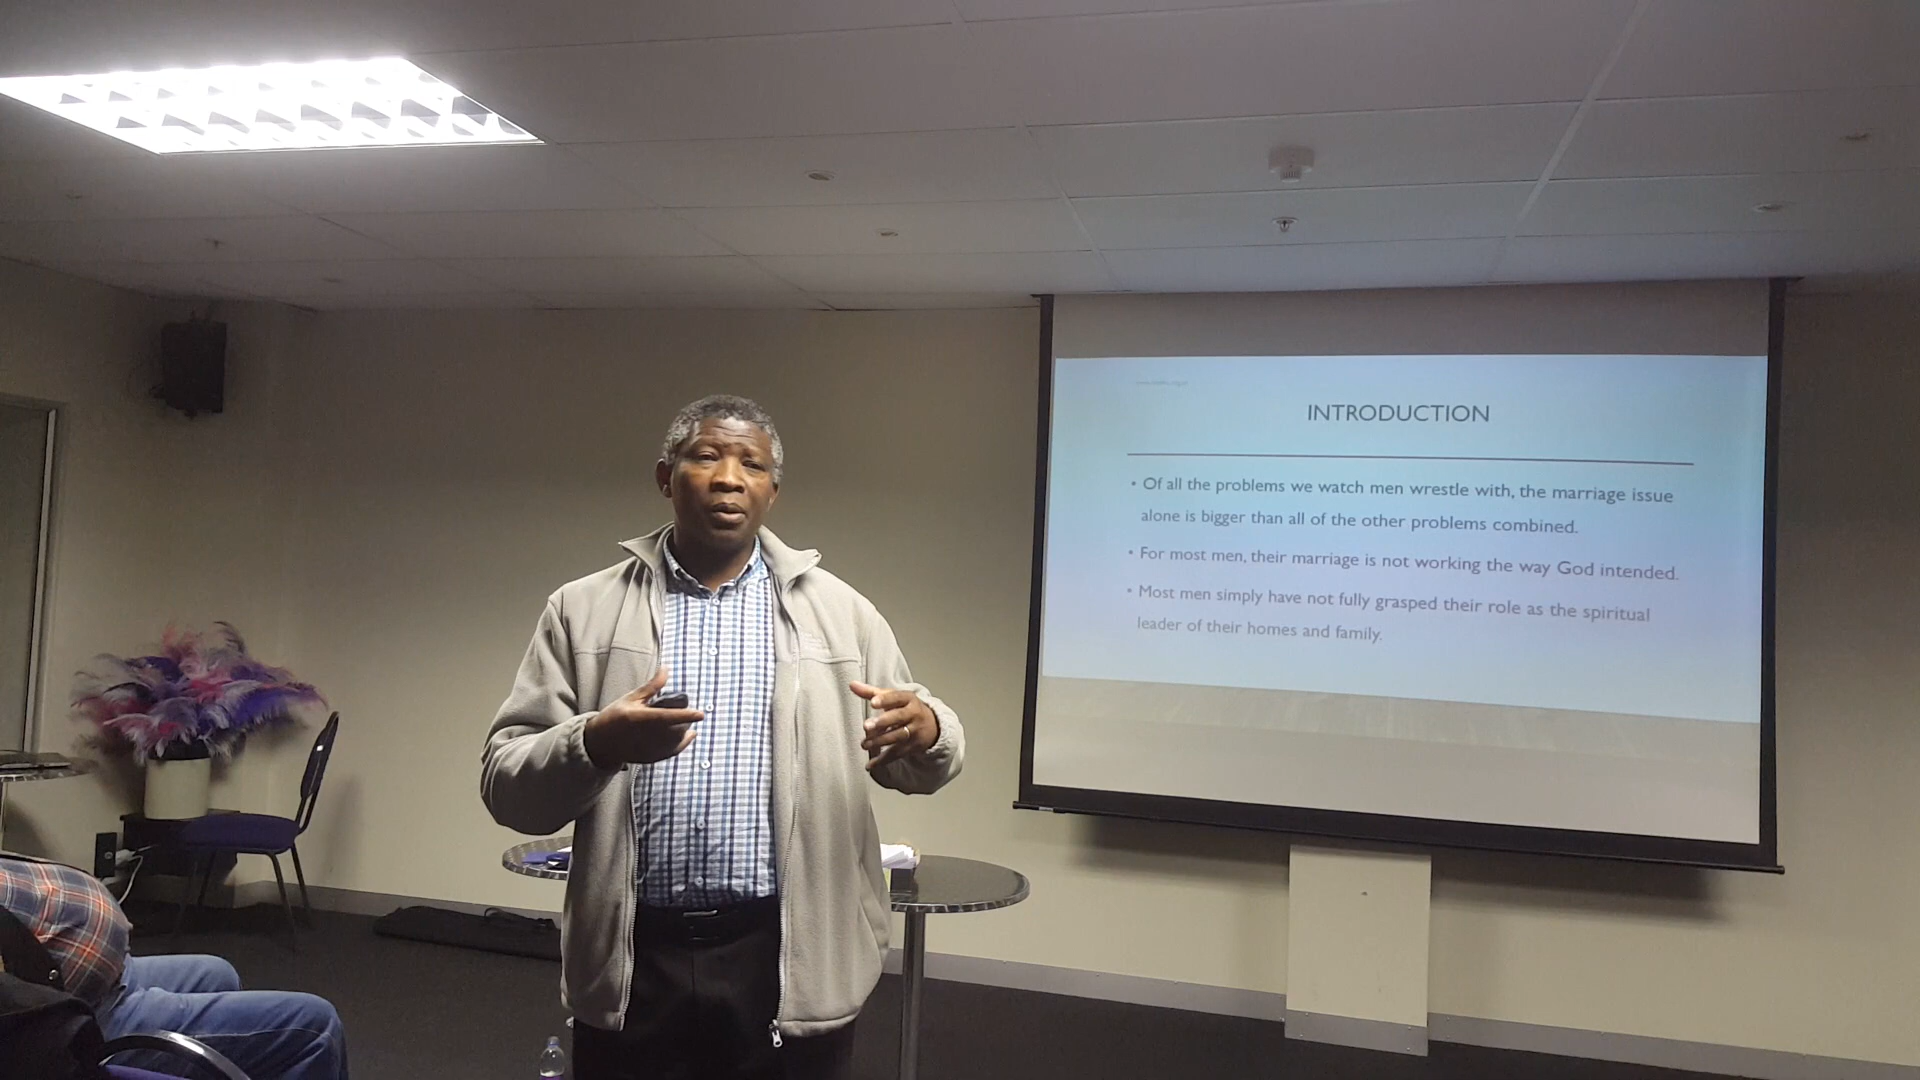 INTRODUCTION
• Of all the problems we watch men wrestle with, the marriage issue
alone is bigger than all of the other problems combined.
• For most men, their marriage is not working the way God intended.
• Most men simply have not fully grasped their role as the spiritual
leader of their homes and family.